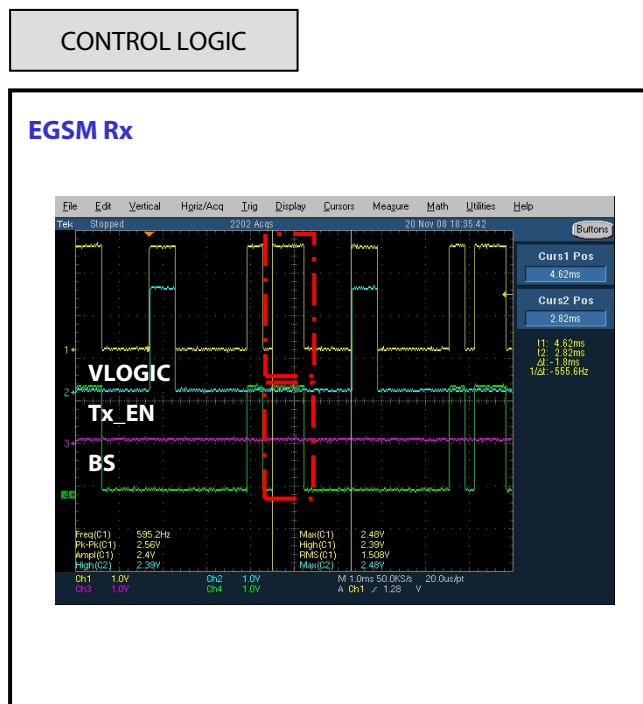 CONTROL LOGIC
EGSM Rx
File Edit Vertical Horiz/Acq Trig Display Cursors Measure Math Utilities Help
Tek Stopped 2202 Acqs 20 Nov 08 18:35:42
Buttons
Curs1 Pos
4.62ms
Curs2 Pos
2.82ms
t1: 4.62ms
t2: 2.82ms
Δt: -1.8ms
1/Δt: -555.6Hz
1
VLOGIC
2
Tx_EN
3
BS
4
Freq(C1) 595.2Hz Max(C1) 2.48V
Pk-Pk(C1) 2.56V High(C1) 2.39V
Ampl(C1) 2.4V RMS(C1) 1.508V
High(C2) 2.39V Max(C2) 2.48V
Ch1 1.0V Ch2 1.0V M 1.0ms 50.0KS/s 20.0us/pt
Ch3 1.0V Ch4 1.0V A Ch1 / 1.28 V